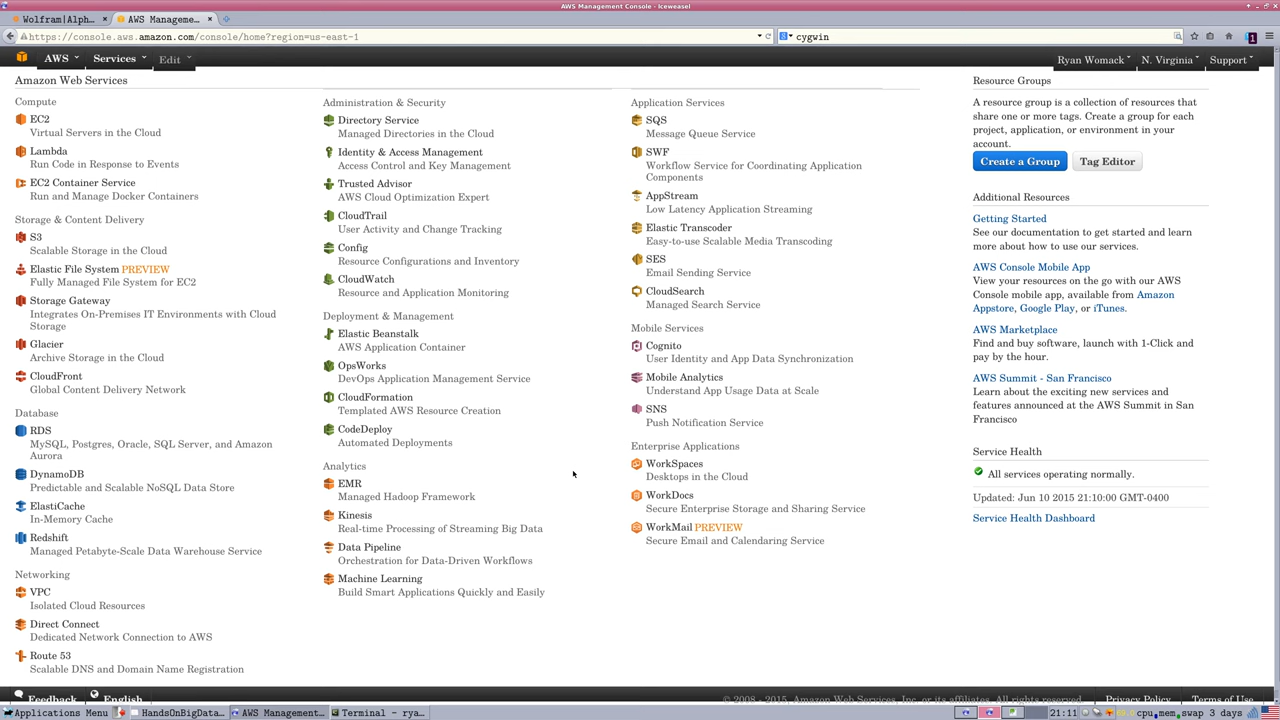 AWS Management Console - Iceweasel
Wolfram|Alph... × AWS Manageme... ×
https://console.aws.amazon.com/console/home?region=us-east-1
cygwin
1
AWS Services Edit
Ryan Womack N. Virginia Support
Amazon Web Services
Compute
EC2
Virtual Servers in the Cloud
Lambda
Run Code in Response to Events
EC2 Container Service
Run and Manage Docker Containers
Storage & Content Delivery
S3
Scalable Storage in the Cloud
Elastic File System PREVIEW
Fully Managed File System for EC2
Storage Gateway
Integrates On-Premises IT Environments with Cloud
Storage
Glacier
Archive Storage in the Cloud
CloudFront
Global Content Delivery Network
Database
RDS
MySQL, Postgres, Oracle, SQL Server, and Amazon
Aurora
DynamoDB
Predictable and Scalable NoSQL Data Store
ElastiCache
In-Memory Cache
Redshift
Managed Petabyte-Scale Data Warehouse Service
Networking
VPC
Isolated Cloud Resources
Direct Connect
Dedicated Network Connection to AWS
Route 53
Scalable DNS and Domain Name Registration
Administration & Security
Directory Service
Managed Directories in the Cloud
Identity & Access Management
Access Control and Key Management
Trusted Advisor
AWS Cloud Optimization Expert
CloudTrail
User Activity and Change Tracking
Config
Resource Configurations and Inventory
CloudWatch
Resource and Application Monitoring
Deployment & Management
Elastic Beanstalk
AWS Application Container
OpsWorks
DevOps Application Management Service
CloudFormation
Templated AWS Resource Creation
CodeDeploy
Automated Deployments
Analytics
EMR
Managed Hadoop Framework
Kinesis
Real-time Processing of Streaming Big Data
Data Pipeline
Orchestration for Data-Driven Workflows
Machine Learning
Build Smart Applications Quickly and Easily
Application Services
SQS
Message Queue Service
SWF
Workflow Service for Coordinating Application
Components
AppStream
Low Latency Application Streaming
Elastic Transcoder
Easy-to-use Scalable Media Transcoding
SES
Email Sending Service
CloudSearch
Managed Search Service
Mobile Services
Cognito
User Identity and App Data Synchronization
Mobile Analytics
Understand App Usage Data at Scale
SNS
Push Notification Service
Enterprise Applications
WorkSpaces
Desktops in the Cloud
WorkDocs
Secure Enterprise Storage and Sharing Service
WorkMail PREVIEW
Secure Email and Calendaring Service
Resource Groups
A resource group is a collection of resources that
share one or more tags. Create a group for each
project, application, or environment in your
account.
Create a Group Tag Editor
Additional Resources
Getting Started
See our documentation to get started and learn
more about how to use our services.
AWS Console Mobile App
View your resources on the go with our AWS
Console mobile app, available from Amazon
Appstore, Google Play, or iTunes.
AWS Marketplace
Find and buy software, launch with 1-Click and
pay by the hour.
AWS Summit - San Francisco
Learn about the exciting new services and
features announced at the AWS Summit in San
Francisco
Service Health
All services operating normally.
Updated: Jun 10 2015 21:10:00 GMT-0400
Service Health Dashboard
Feedback English
© 2008 - 2015, Amazon Web Services, Inc. or its affiliates. All rights reserved. Privacy Policy Terms of Use
Applications Menu HandsOnBigData... AWS Management... Terminal - rya... 21:11 cpu mem swap 3 days